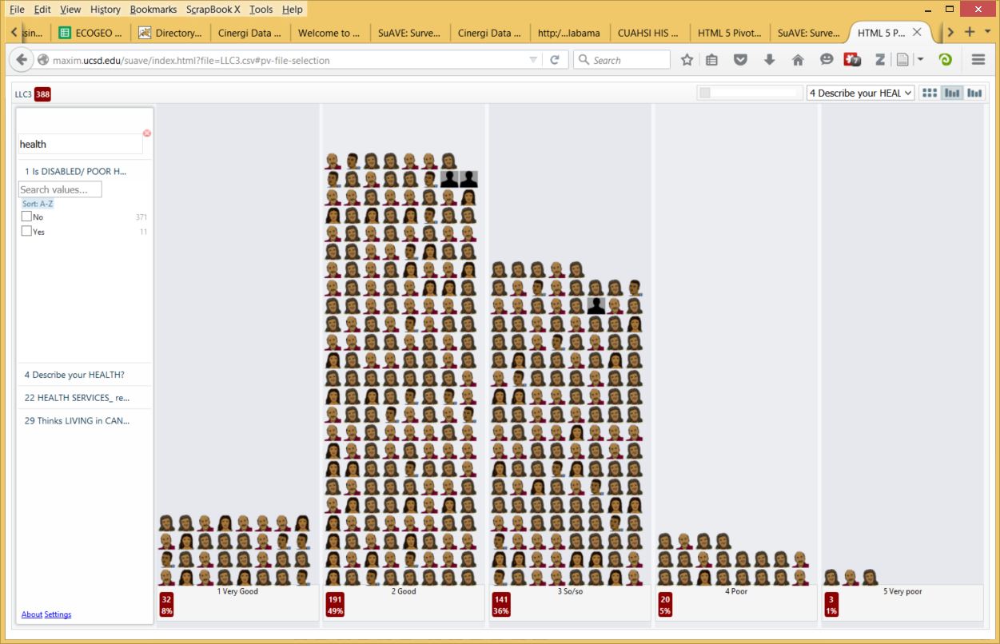 File Edit View History Bookmarks ScrapBook X Tools Help
ssin... ECOGEO ... Directory... Cinergi Data ... Welcome to ... SuAVE: Surve... Cinergi Data ... http:/...labama CUAHSI HIS ... HTML 5 Pivot... SuAVE: Surve... HTML 5 P...
maxim.ucsd.edu/suave/index.html?file=LLC3.csv#pv-file-selection Search
LLC3 388 4 Describe your HEAL
health
1 Is DISABLED/ POOR H...
Search values...
Sort: A-Z
No 371
Yes 11
4 Describe your HEALTH?
22 HEALTH SERVICES_ re...
29 Thinks LIVING in CAN...
About Settings
1 Very Good 2 Good 3 So/so 4 Poor 5 Very poor
32 191 141 20 3
8% 49% 36% 5% 1%